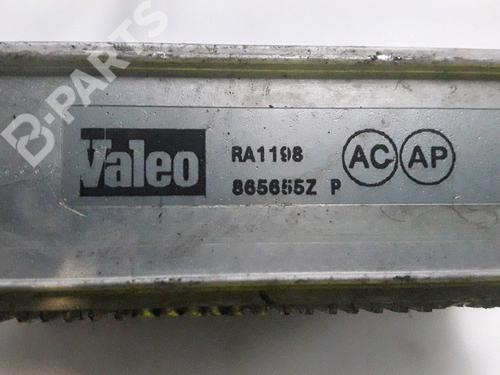 B-PARTS
Valeo
RA1198
865655Z P
AC AP